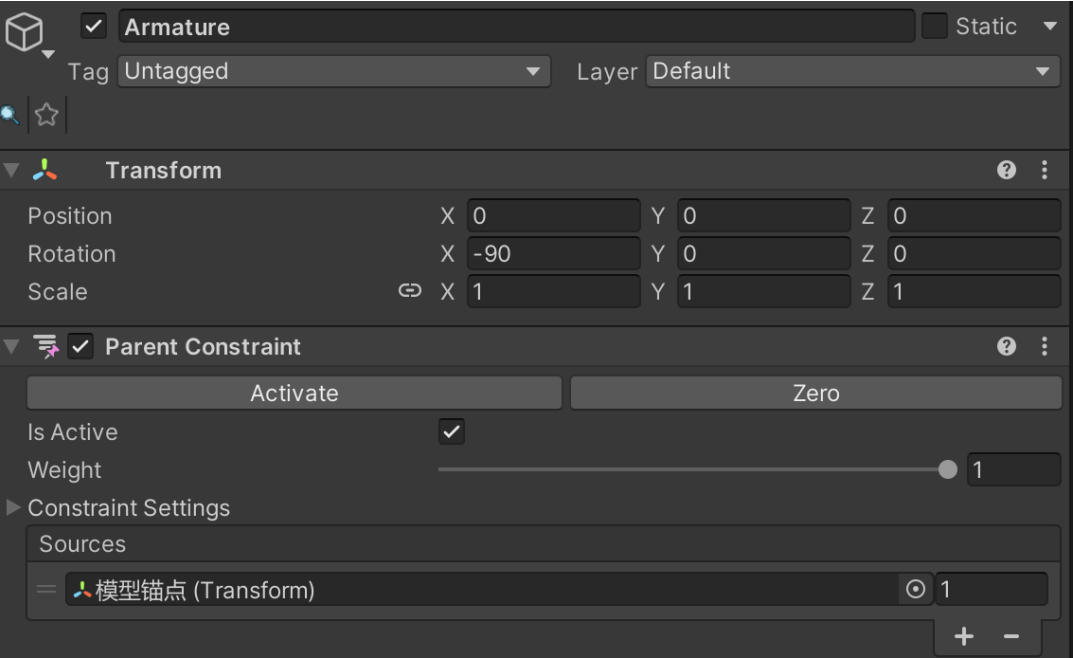 Armature Static
Tag Untagged Layer Default
Transform
Position X 0 Y 0 Z 0
Rotation X -90 Y 0 Z 0
Scale X 1 Y 1 Z 1
Parent Constraint
Activate Zero
Is Active
Weight 1
Constraint Settings
Sources
模型锚点 (Transform) 1